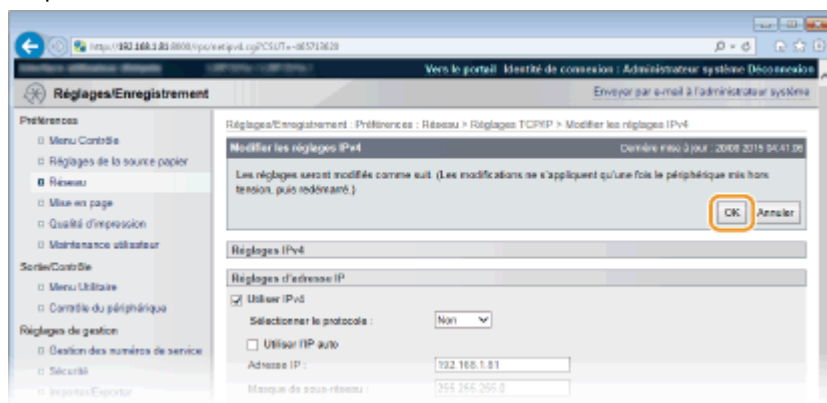 Vers le portail Identité de connexion : Administrateur système Déconnexion
Réglages/Enregistrement
Envoyer par e-mail à l'administrateur système
Préférences
Menu Contrôle
Réglages de la source papier
Réseau
Mise en page
Qualité d'impression
Maintenance utilisateur
Sortie/Contrôle
Menu Utilitaire
Contrôle du périphérique
Réglages de gestion
Gestion des numéros de service
Sécurité
Importer/Exporter
Réglages/Enregistrement : Préférences : Réseau > Réglages TCP/IP > Modifier les réglages IPv4
Modifier les réglages IPv4
Dernière mise à jour :
Les réglages seront modifiés comme suit. (Les modifications ne s'appliquent qu'une fois le périphérique mis hors
tension, puis redémarré.)
OK Annuler
Réglages IPv4
Réglages d'adresse IP
Utiliser IPv4
Sélectionner le protocole : Non
Utiliser l'IP auto
Adresse IP : 192.168.1.81
Masque de sous-réseau : 255.255.255.0